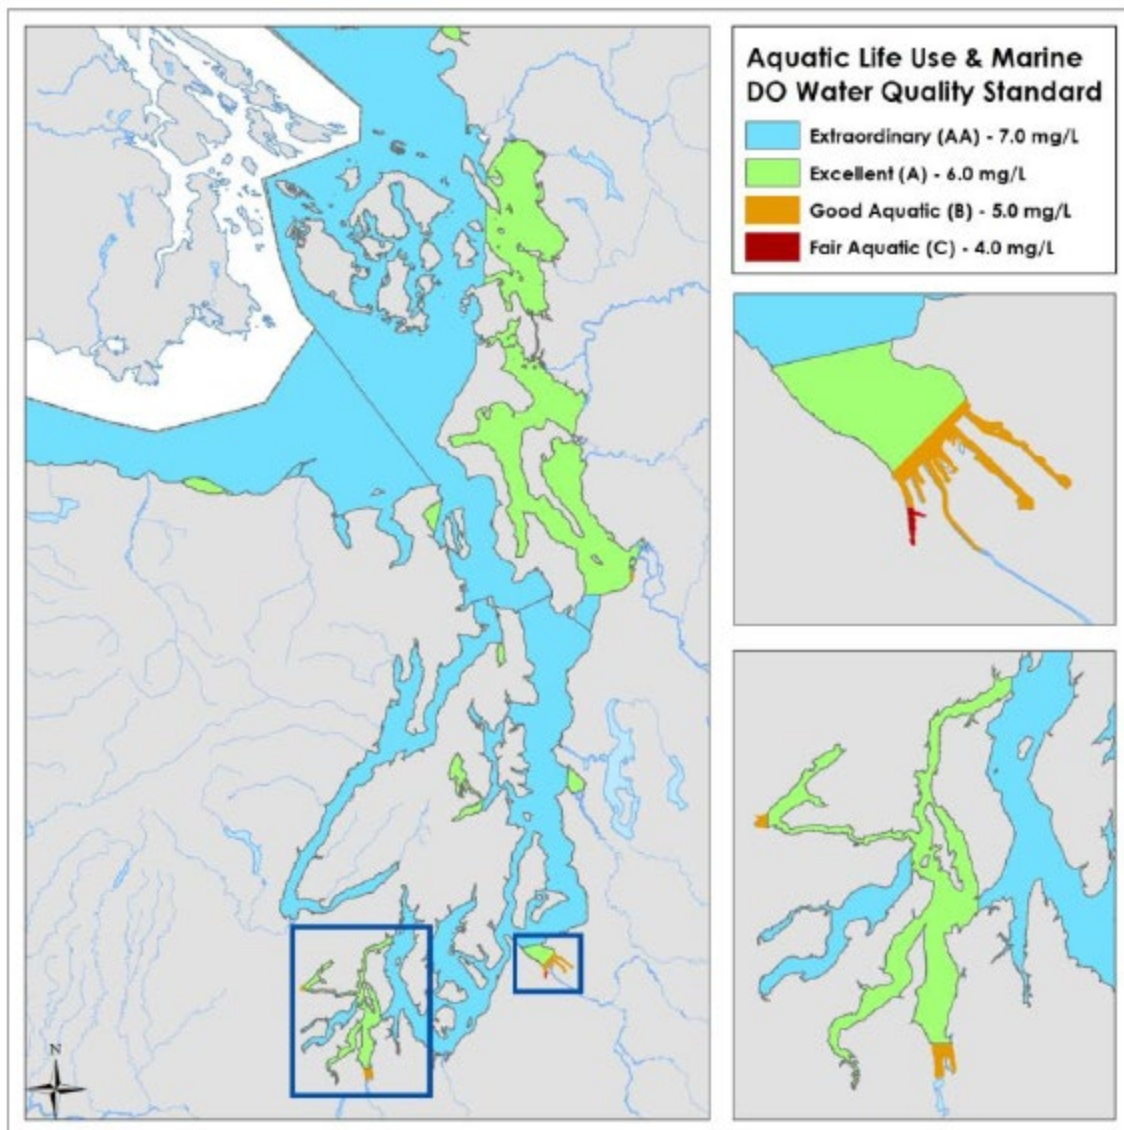 Aquatic Life Use & Marine
DO Water Quality Standard
Extraordinary (AA) - 7.0 mg/L
Excellent (A) - 6.0 mg/L
Good Aquatic (B) - 5.0 mg/L
Fair Aquatic (C) - 4.0 mg/L
N